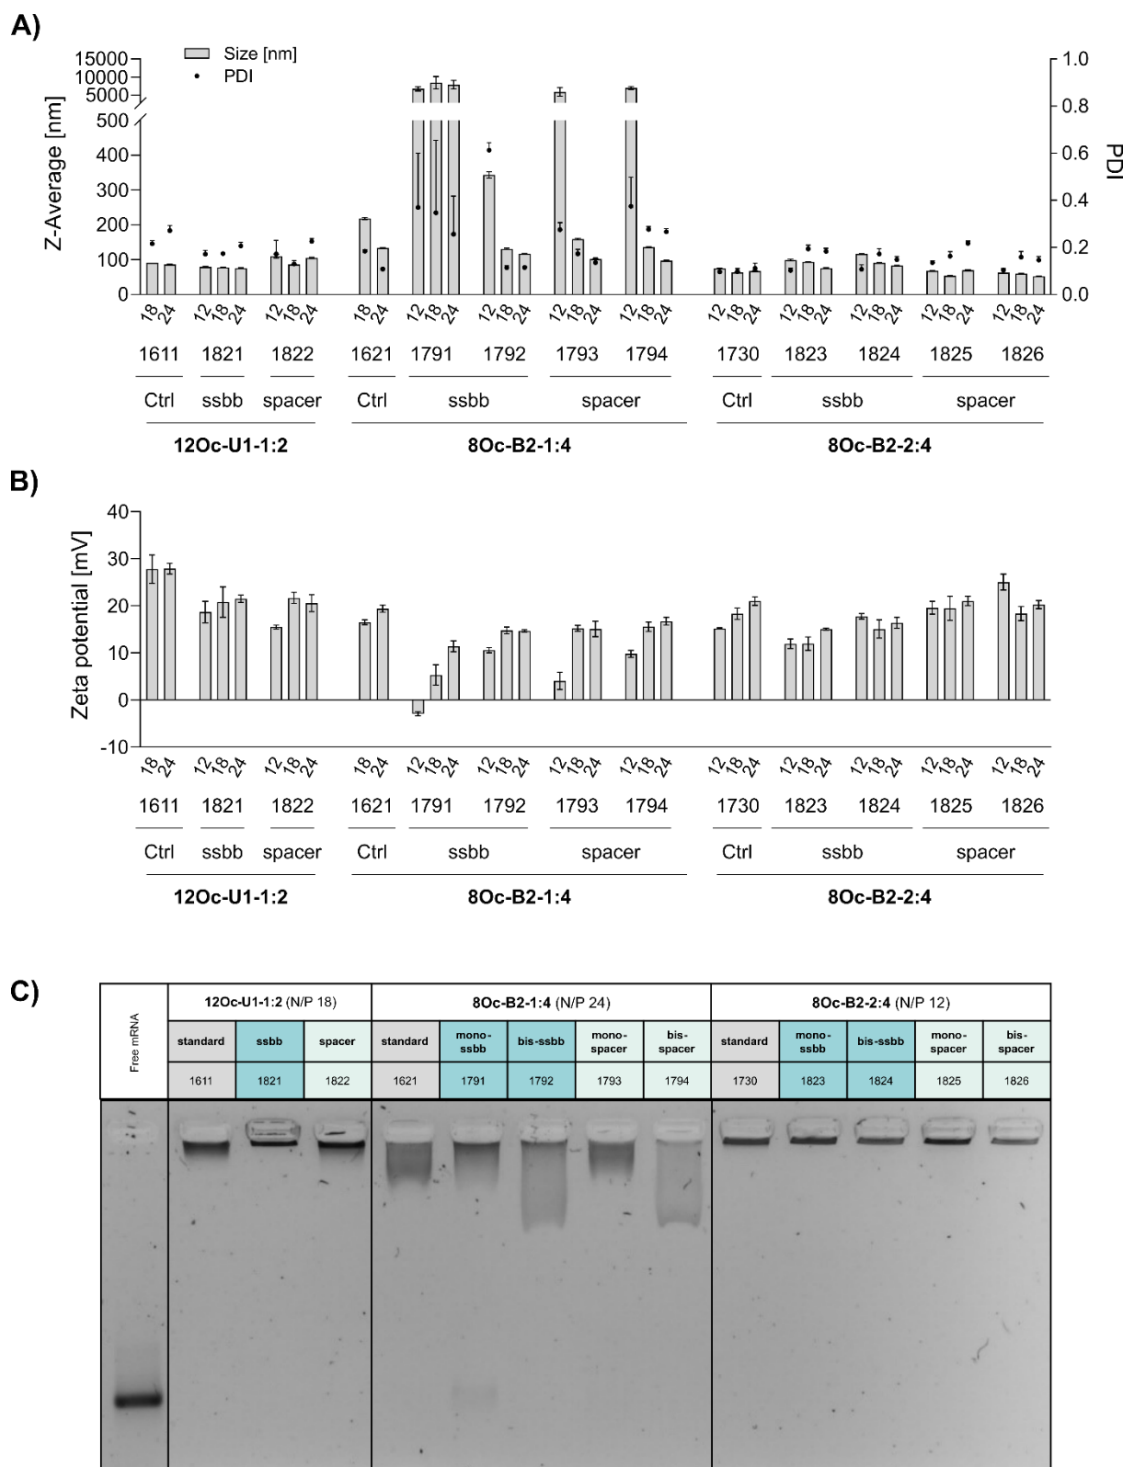 A)
Size [nm]
PDI
Z-Average [nm]
15000
10000
5000
500
400
300
200
100
0
1.0
0.8
0.6
0.4
0.2
0.0
PDI
18 24 12 18 24 12 18 24 18 24 12 18 24 12 18 24 12 18 24 12 18 24 12 18 24 12 18 24 12 18 24 12 18 24 12 18 24
1611 1821 1822 1621 1791 1792 1793 1794 1730 1823 1824 1825 1826
Ctrl ssbb spacer Ctrl ssbb spacer Ctrl ssbb spacer
12Oc-U1-1:2 8Oc-B2-1:4 8Oc-B2-2:4
B)
Zeta potential [mV]
40
30
20
10
0
-10
18 24 12 18 24 12 18 24 18 24 12 18 24 12 18 24 12 18 24 12 18 24 12 18 24 12 18 24 12 18 24 12 18 24 12 18 24
1611 1821 1822 1621 1791 1792 1793 1794 1730 1823 1824 1825 1826
Ctrl ssbb spacer Ctrl ssbb spacer Ctrl ssbb spacer
12Oc-U1-1:2 8Oc-B2-1:4 8Oc-B2-2:4
C)
Free mRNA
12Oc-U1-1:2 (N/P 18) 8Oc-B2-1:4 (N/P 24) 8Oc-B2-2:4 (N/P 12)
standard ssbb spacer standard mono-ssbb bis-ssbb mono-spacer bis-spacer standard mono-ssbb bis-ssbb mono-spacer bis-spacer
1611 1821 1822 1621 1791 1792 1793 1794 1730 1823 1824 1825 1826